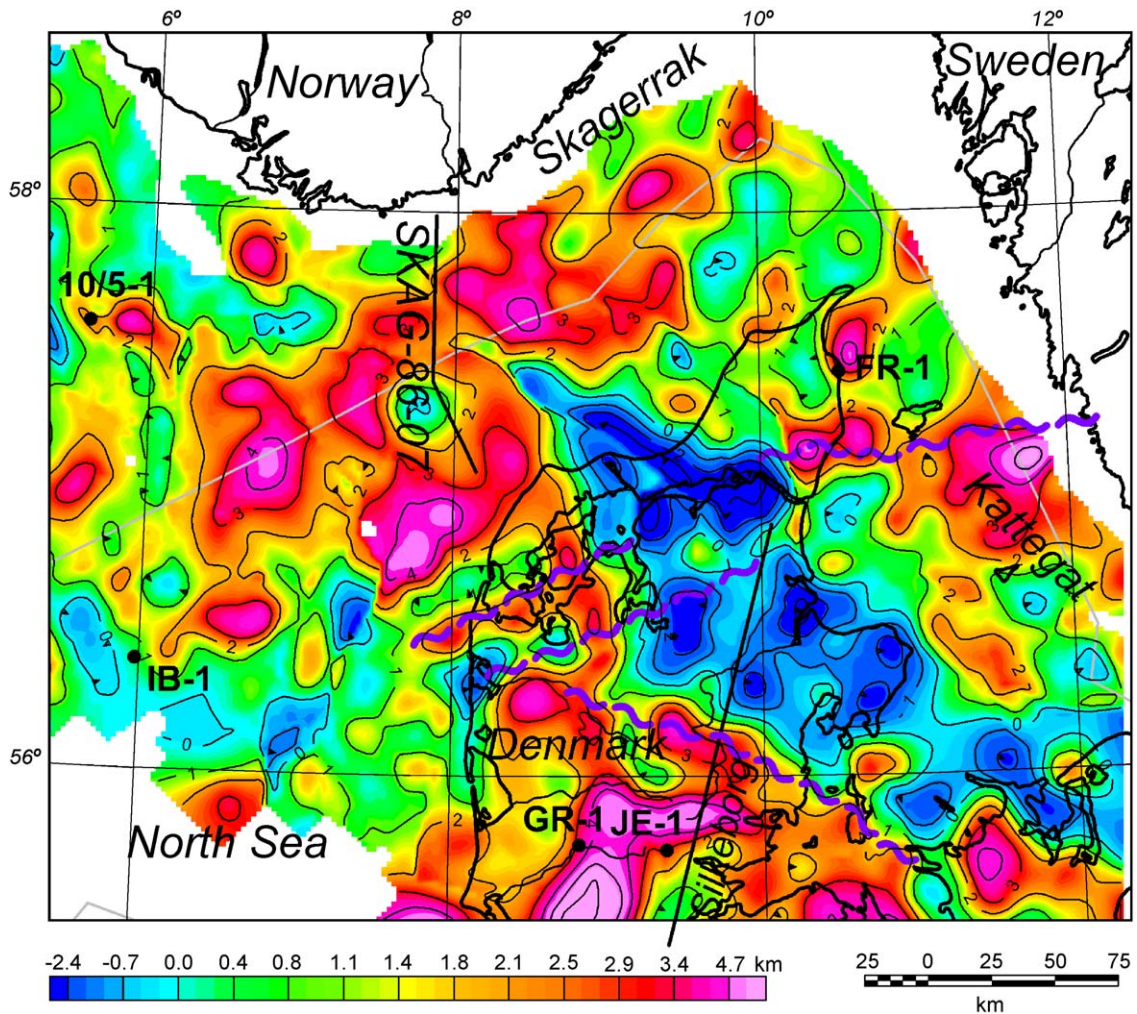 6° 8° 10° 12°
Norway
Sweden
Skagerrak
58°
10/5-1
SKAG-86-07
FR-1
Kattegat
IB-1
56°
Denmark
GR-1 JE-1
Silkeborg
North Sea
-2.4 -0.7 0.0 0.4 0.8 1.1 1.4 1.8 2.1 2.5 2.9 3.4 4.7 km
25 0 25 50 75
km